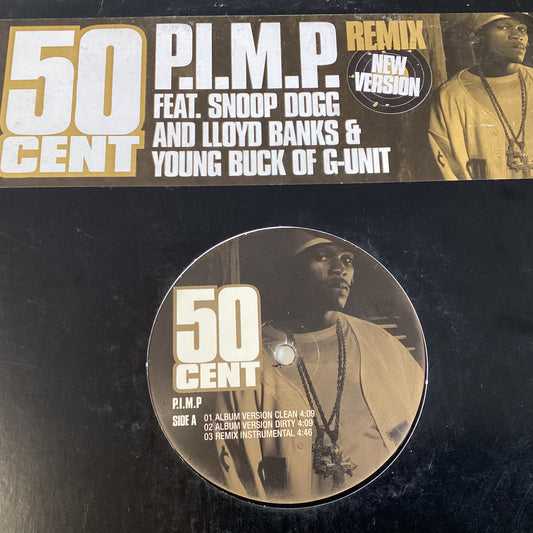 50
CENT
P.I.M.P.
FEAT. SNOOP DOGG
AND LLOYD BANKS &
YOUNG BUCK OF G-UNIT
REMIX
NEW
VERSION
50
CENT
P.I.M.P
SIDE A
01 ALBUM VERSION CLEAN 4:09
02 ALBUM VERSION DIRTY 4:09
03 REMIX INSTRUMENTAL 4:46